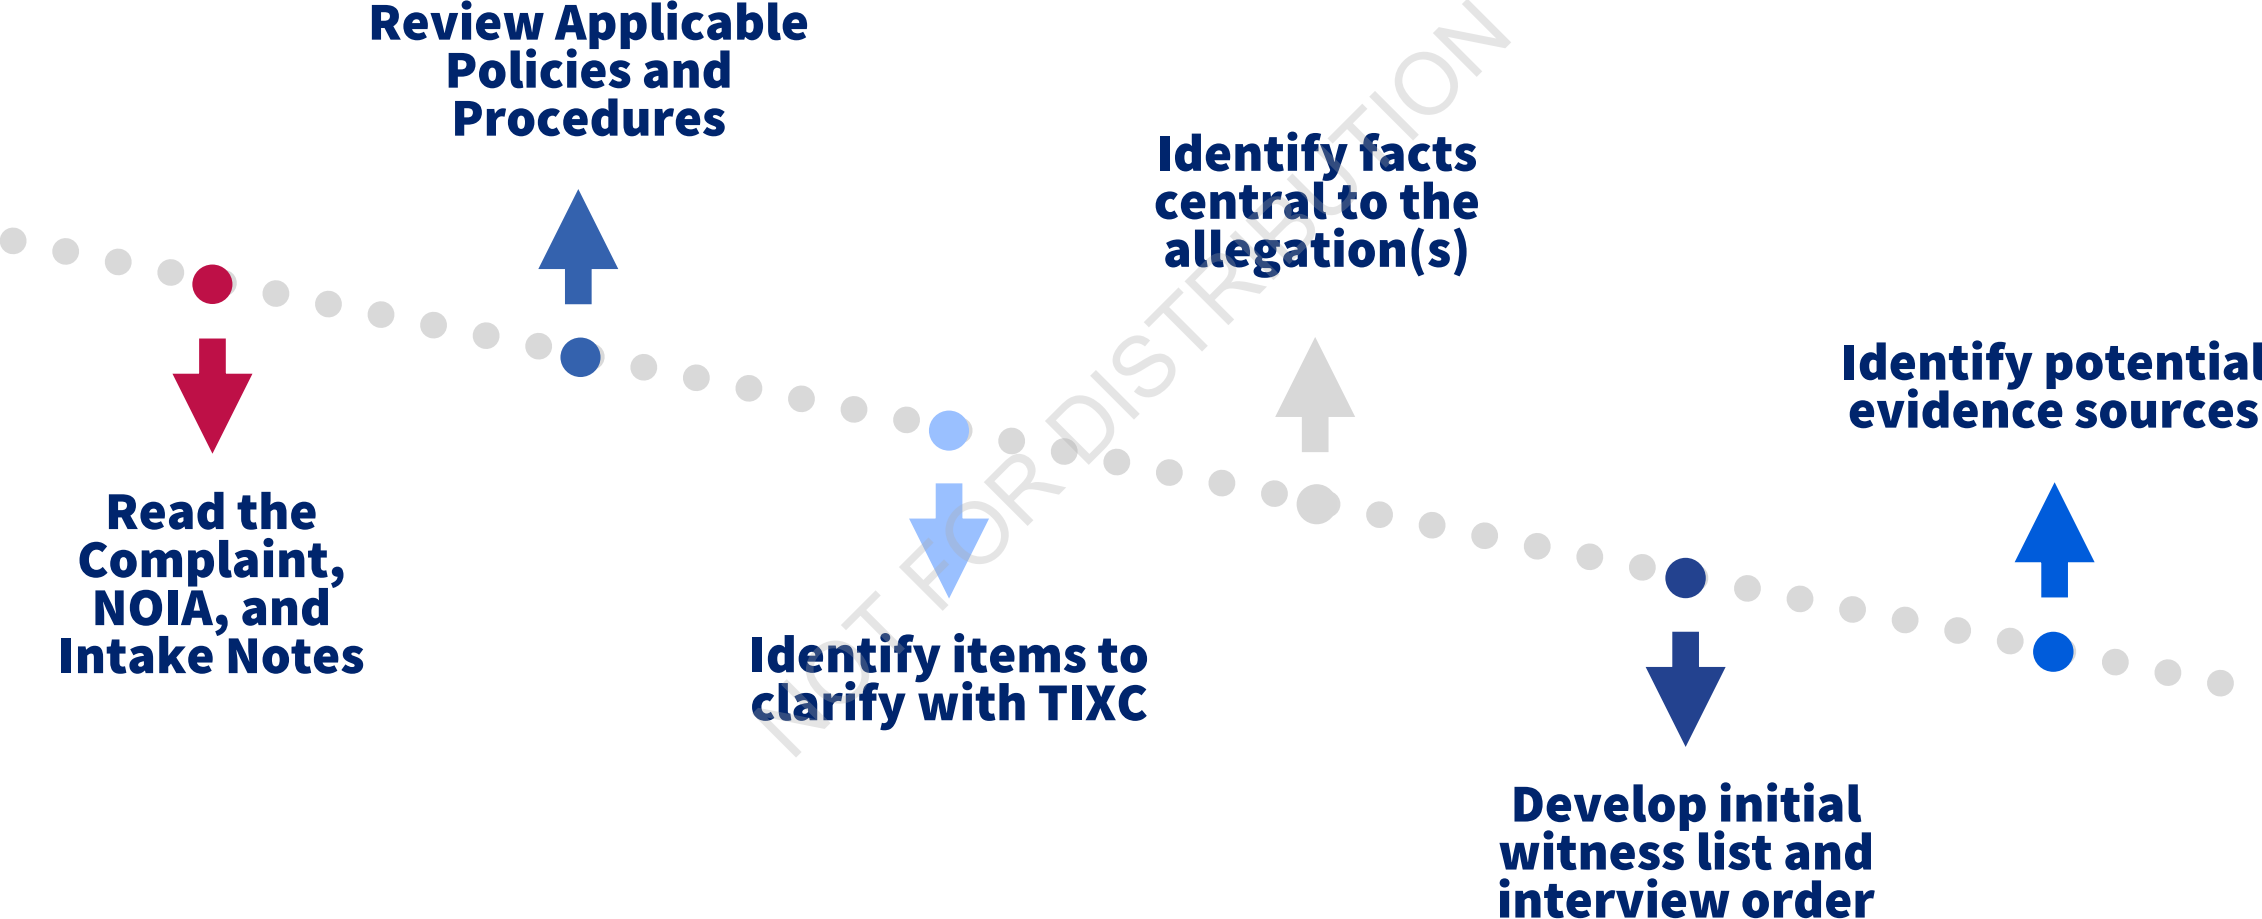 Review Applicable
Policies and
Procedures
Identify facts
central to the
allegation(s)
Identify potential
evidence sources
Read the
Complaint,
NOIA, and
Intake Notes
Identify items to
clarify with TIXC
Develop initial
witness list and
interview order
NOT FOR DISTRIBUTION